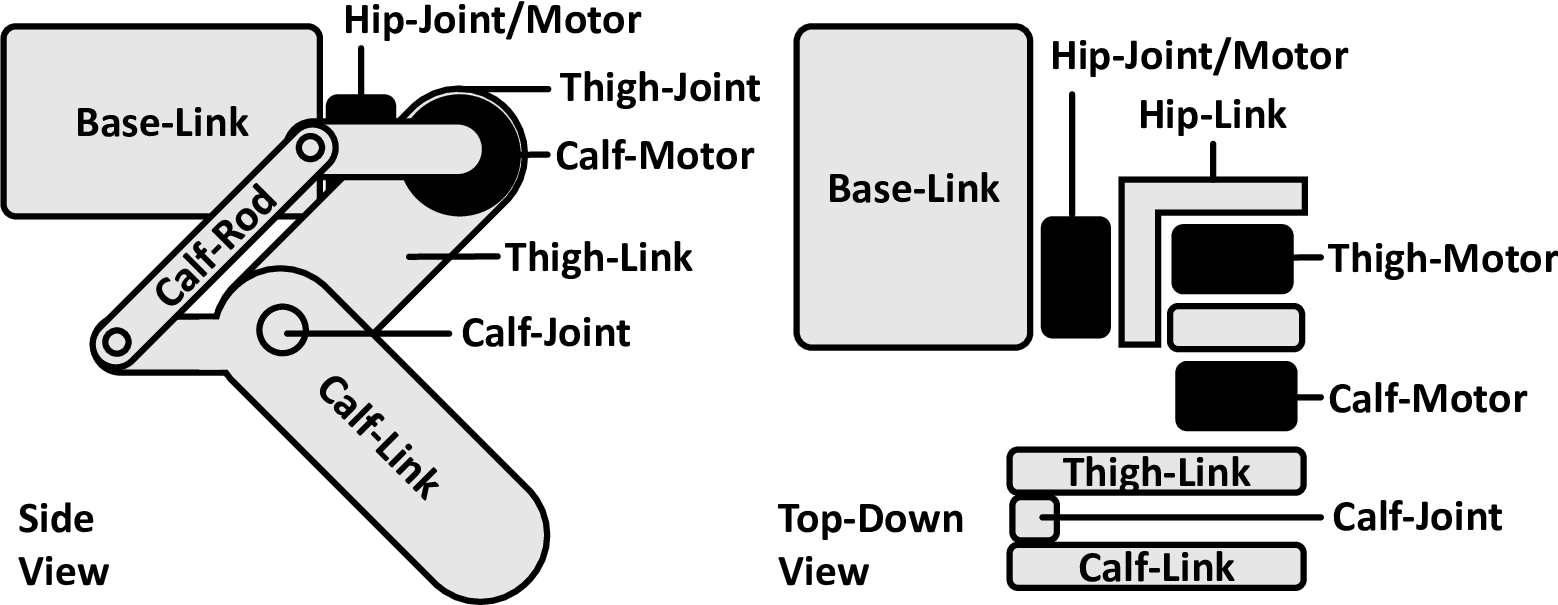 Hip-Joint/Motor
Thigh-Joint
Base-Link
Calf-Motor
Calf-Rod
Thigh-Link
Calf-Joint
Calf-Link
Side
View
Hip-Joint/Motor
Hip-Link
Base-Link
Thigh-Motor
Calf-Motor
Thigh-Link
Top-Down
View
Calf-Joint
Calf-Link